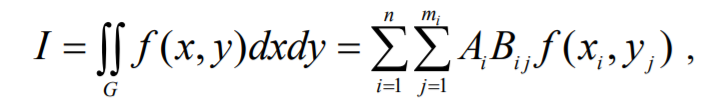 I = ∬_G f(x, y)dxdy = ∑_{i=1}^{n} ∑_{j=1}^{m_i} A_i B_{ij} f(x_i, y_j) ,